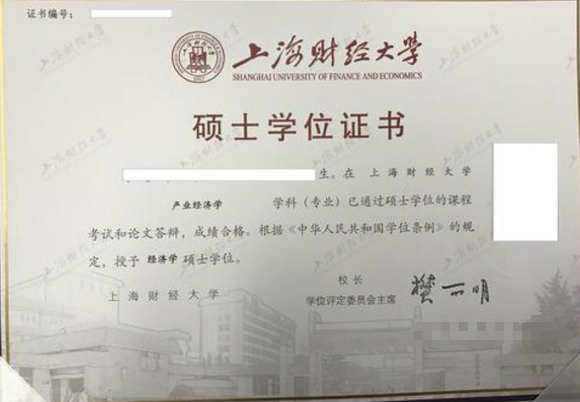 证书编号：
上海财经大学
SHANGHAI UNIVERSITY OF FINANCE AND ECONOMICS
硕士学位证书
生。在 上海财经大学
产业经济学 学科（专业）已通过硕士学位的课程
考试和论文答辩，成绩合格。根据《中华人民共和国学位条例》的规
定，授予 经济学 硕士学位。
校长
上海财经大学 学位评定委员会主席 樊丽明